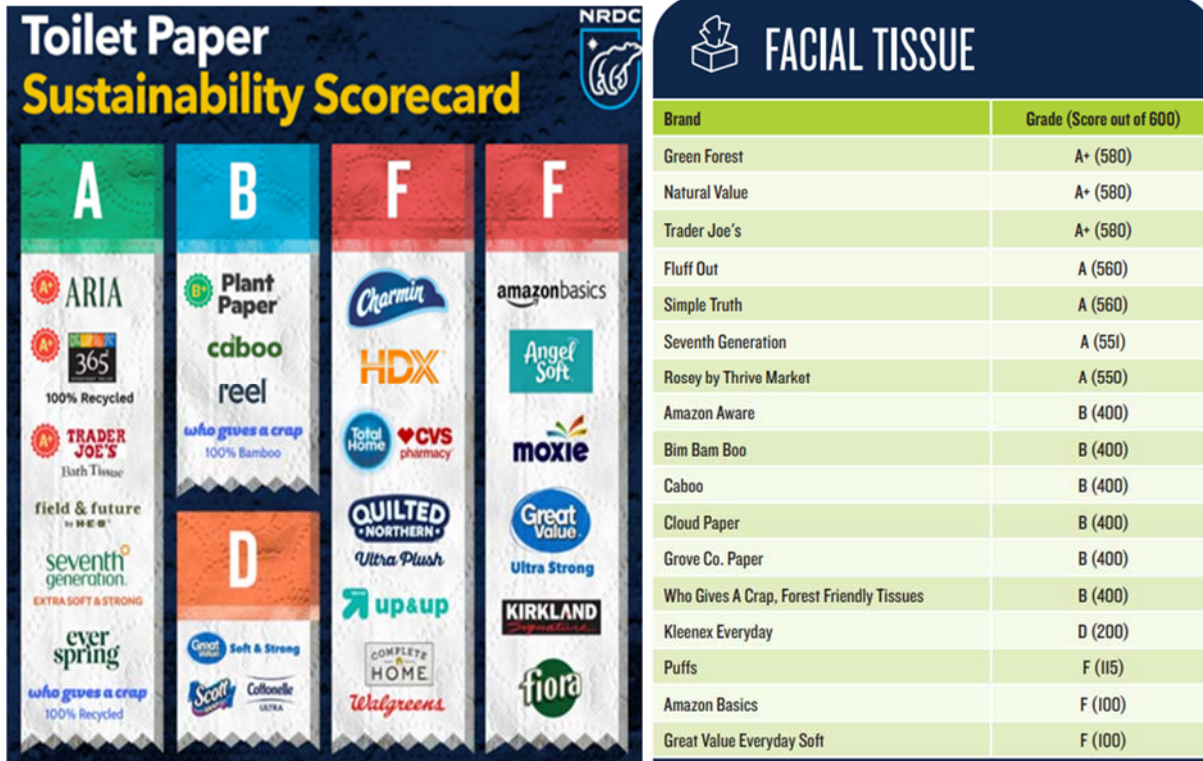 Toilet Paper
Sustainability Scorecard
NRDC
A
A+ ARIA
A+ 365
EVERYDAY VALUE
100% Recycled
A+ TRADER
JOE'S
Bath Tissue
field & future
by H-E-B
seventh
generation.
EXTRA SOFT & STRONG
ever
spring
who gives a crap
100% Recycled
B
B+ Plant
Paper
caboo
reel
who gives a crap
100% Bamboo
D
Great Value Soft & Strong
Scott
Cottonelle
ULTRA
F
Charmin
HDX
Total
Home
CVS
pharmacy
QUILTED
NORTHERN
Ultra Plush
up&up
COMPLETE
HOME
Walgreens
F
amazonbasics
Angel
Soft
moxie
Great
Value
Ultra Strong
KIRKLAND
Signature
fiora
FACIAL TISSUE
Brand Grade (Score out of 600)
Green Forest A+ (580)
Natural Value A+ (580)
Trader Joe's A+ (580)
Fluff Out A (560)
Simple Truth A (560)
Seventh Generation A (551)
Rosey by Thrive Market A (550)
Amazon Aware B (400)
Bim Bam Boo B (400)
Caboo B (400)
Cloud Paper B (400)
Grove Co. Paper B (400)
Who Gives A Crap, Forest Friendly Tissues B (400)
Kleenex Everyday D (200)
Puffs F (115)
Amazon Basics F (100)
Great Value Everyday Soft F (100)